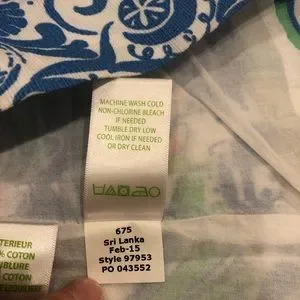 MACHINE WASH COLD
NON-CHLORINE BLEACH
IF NEEDED
TUMBLE DRY LOW
COOL IRON IF NEEDED
OR DRY CLEAN
675
Sri Lanka
Feb-15
Style 97953
PO 043552
TERIEUR
% COTON
UBLURE
% COTON